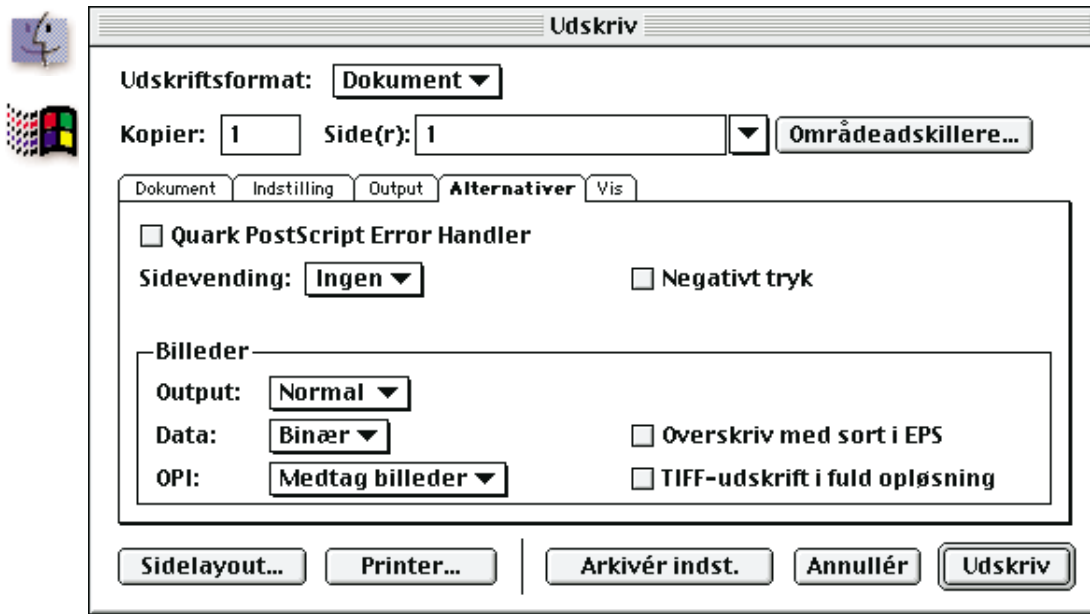 Udskriv
Udskriftsformat: Dokument
Kopier: 1 Side(r): 1 Områdeadskillere...
Dokument Indstilling Output Alternativer Vis
Quark PostScript Error Handler
Sidevending: Ingen Negativt tryk
Billeder
Output: Normal
Data: Binær Overskriv med sort i EPS
OPI: Medtag billeder TIFF-udskrift i fuld opløsning
Sidelayout... Printer... Arkivér indst. Annullér Udskriv